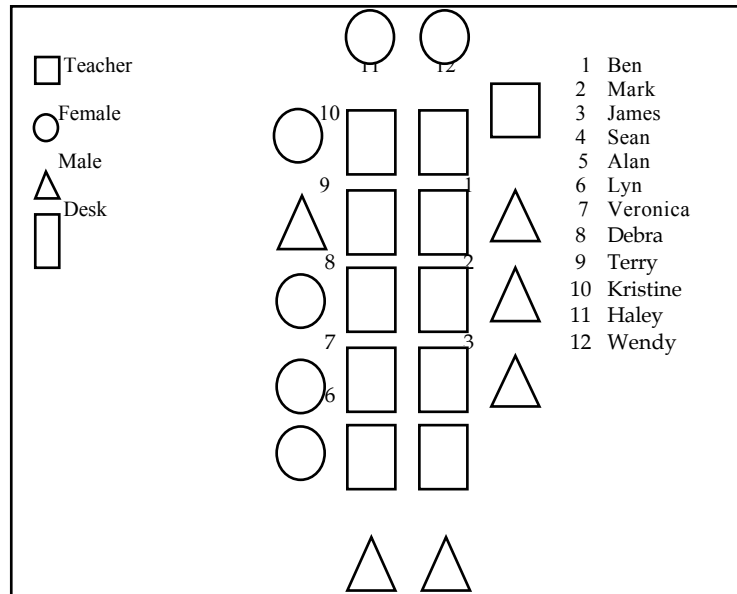 Teacher
Female
Male
Desk
11
12
10
9
1
8
2
7
3
6
1 Ben
2 Mark
3 James
4 Sean
5 Alan
6 Lyn
7 Veronica
8 Debra
9 Terry
10 Kristine
11 Haley
12 Wendy